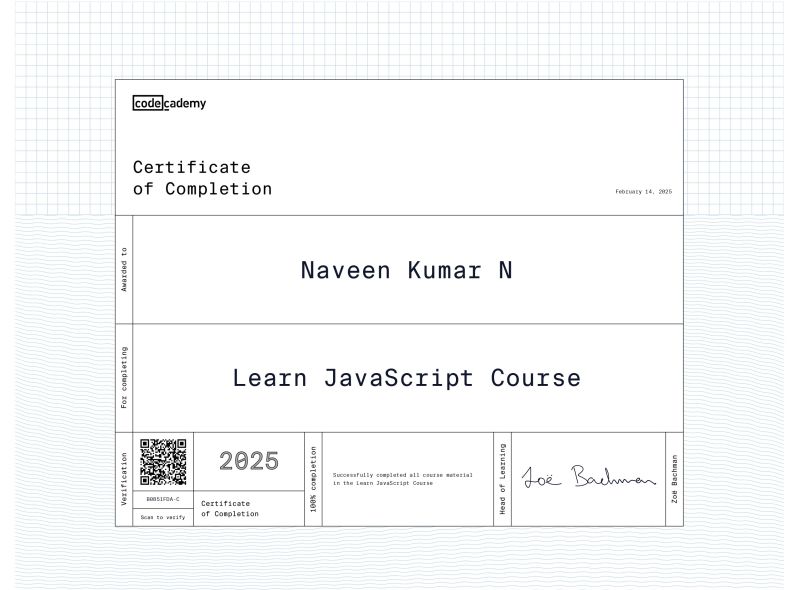 codecademy
Certificate
of Completion
February 14, 2025
Awarded to
Naveen Kumar N
For completing
Learn JavaScript Course
Verification
B0B51FDA-C
Scan to verify
2025
Certificate
of Completion
100% completion
Successfully completed all course material
in the Learn JavaScript Course
Head of Learning
Zoë Bachman
Zoë Bachman